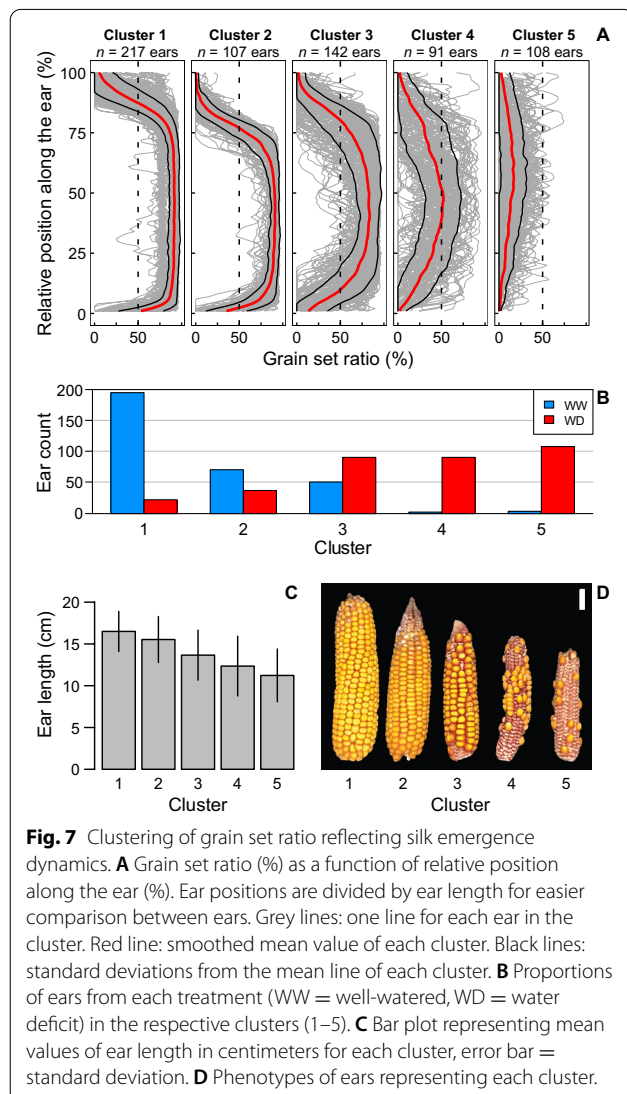 Cluster 1 Cluster 2 Cluster 3 Cluster 4 Cluster 5 A
n = 217 ears n = 107 ears n = 142 ears n = 91 ears n = 108 ears
Relative position along the ear (%)
100
75
50
25
0
0 50 0 50 0 50 0 50 0 50
Grain set ratio (%)
B
Ear count
200
150
100
50
0
WW
WD
1 2 3 4 5
Cluster
C
Ear length (cm)
20
15
10
5
0
1 2 3 4 5
Cluster
D
1 2 3 4 5
Cluster
Fig. 7 Clustering of grain set ratio reflecting silk emergence
dynamics. A Grain set ratio (%) as a function of relative position
along the ear (%). Ear positions are divided by ear length for easier
comparison between ears. Grey lines: one line for each ear in the
cluster. Red line: smoothed mean value of each cluster. Black lines:
standard deviations from the mean line of each cluster. B Proportions
of ears from each treatment (WW = well-watered, WD = water
deficit) in the respective clusters (1–5). C Bar plot representing mean
values of ear length in centimeters for each cluster, error bar =
standard deviation. D Phenotypes of ears representing each cluster.